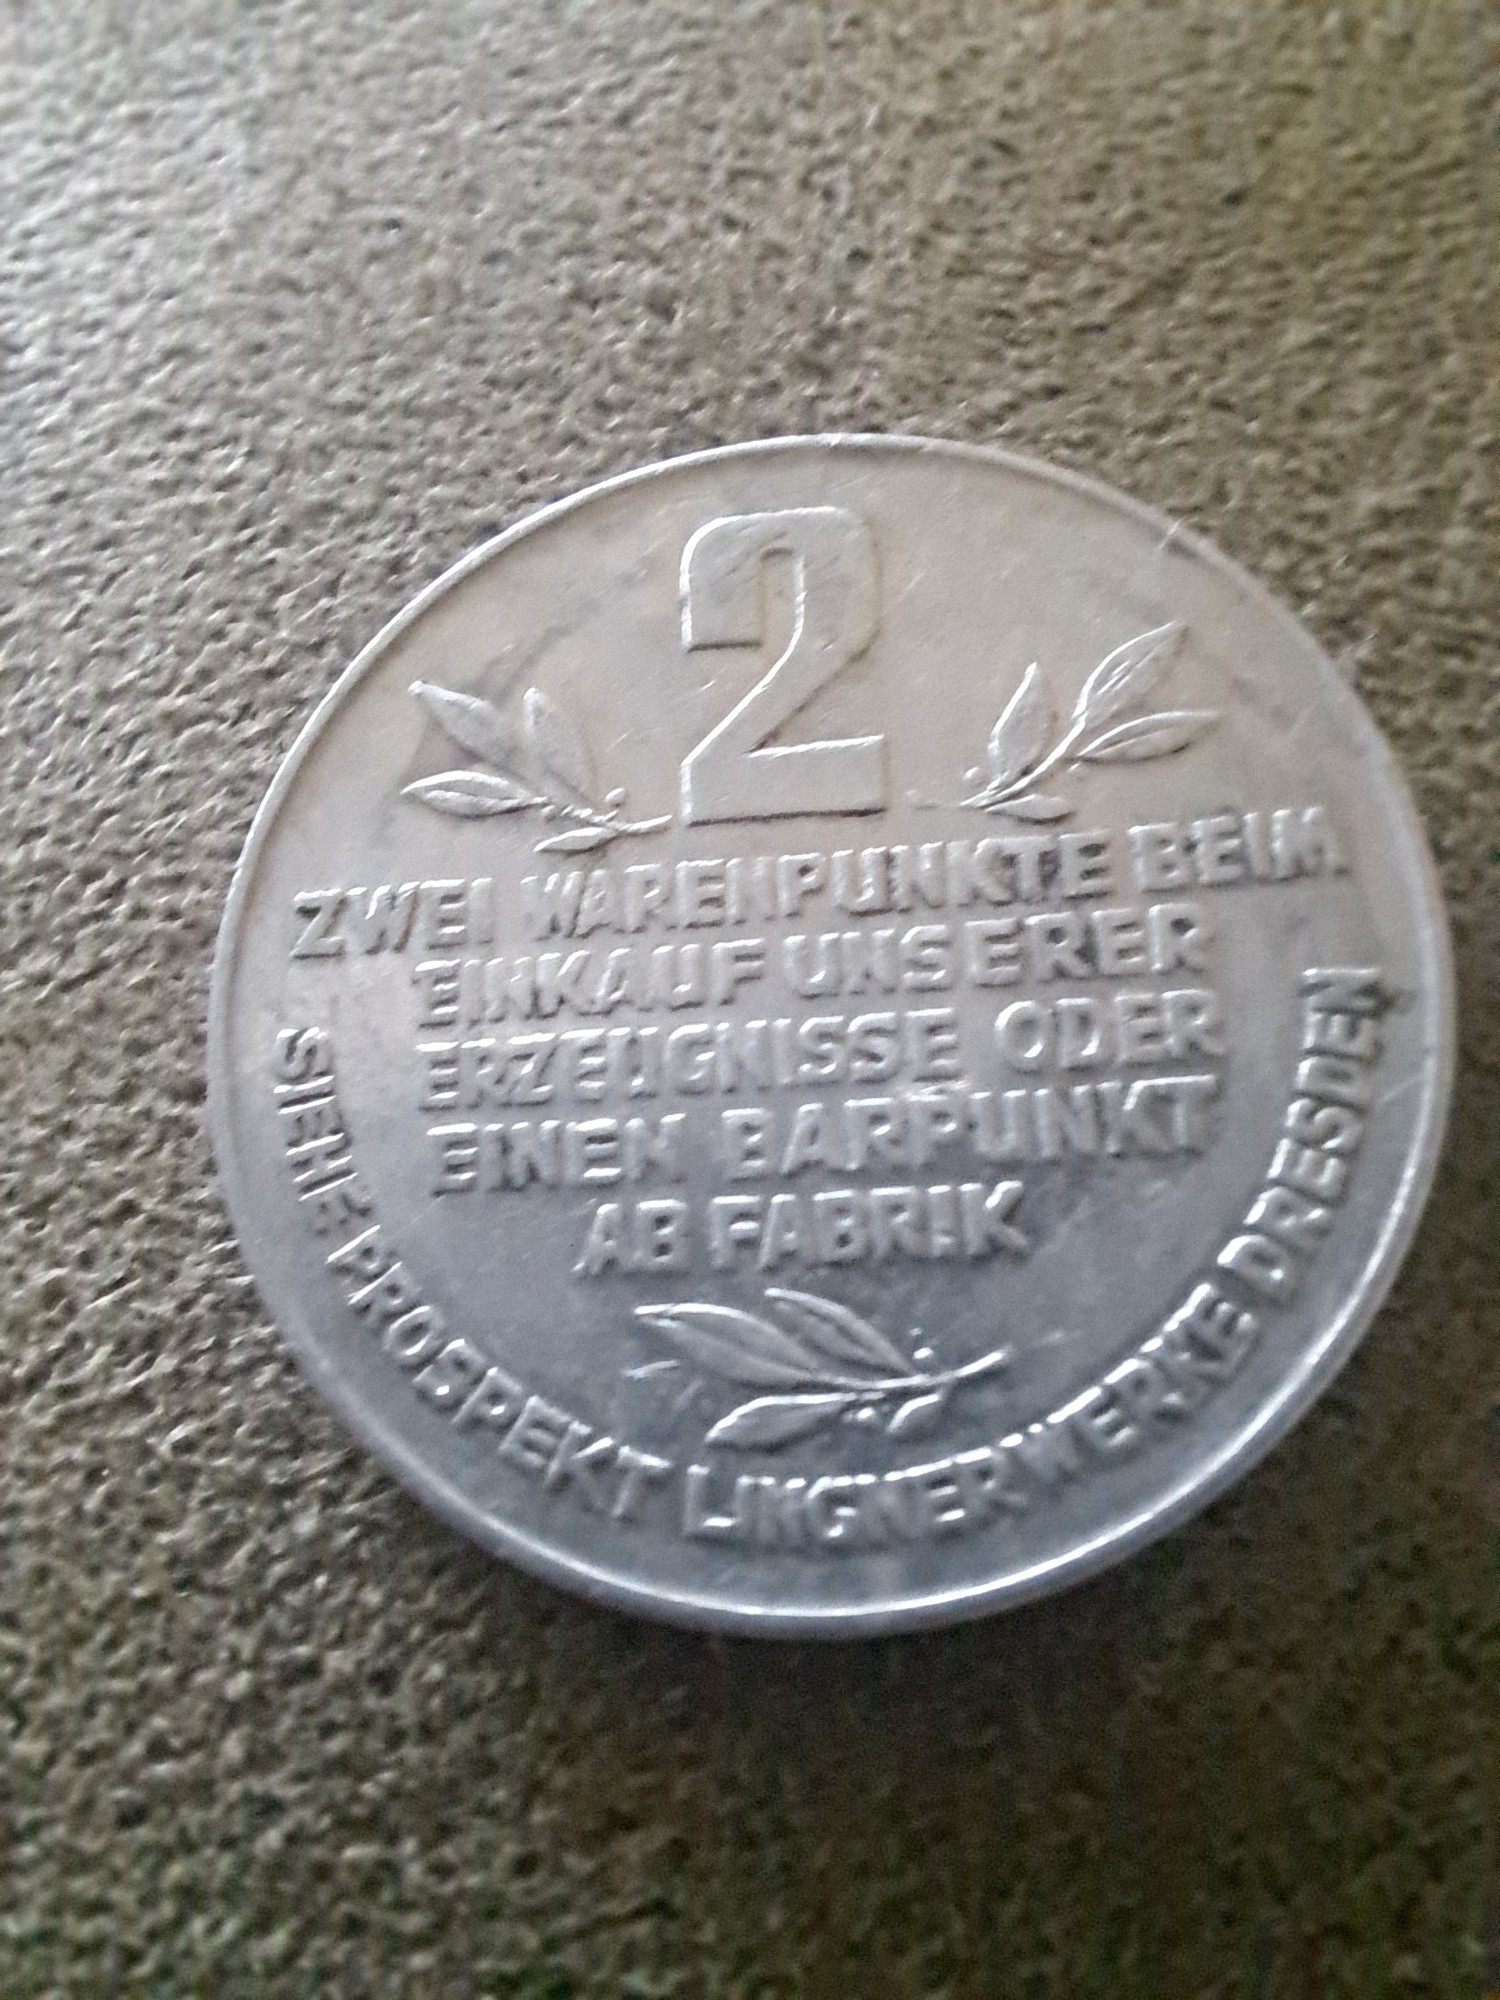 2
ZWEI WARENPUNKTE BEIM
EINKAUF UNSERER
ERZEUGNISSE ODER
EINEN BARPUNKT
AB FABRIK
SIEHE PROSPEKT LINGNER WERKE DRESDEN